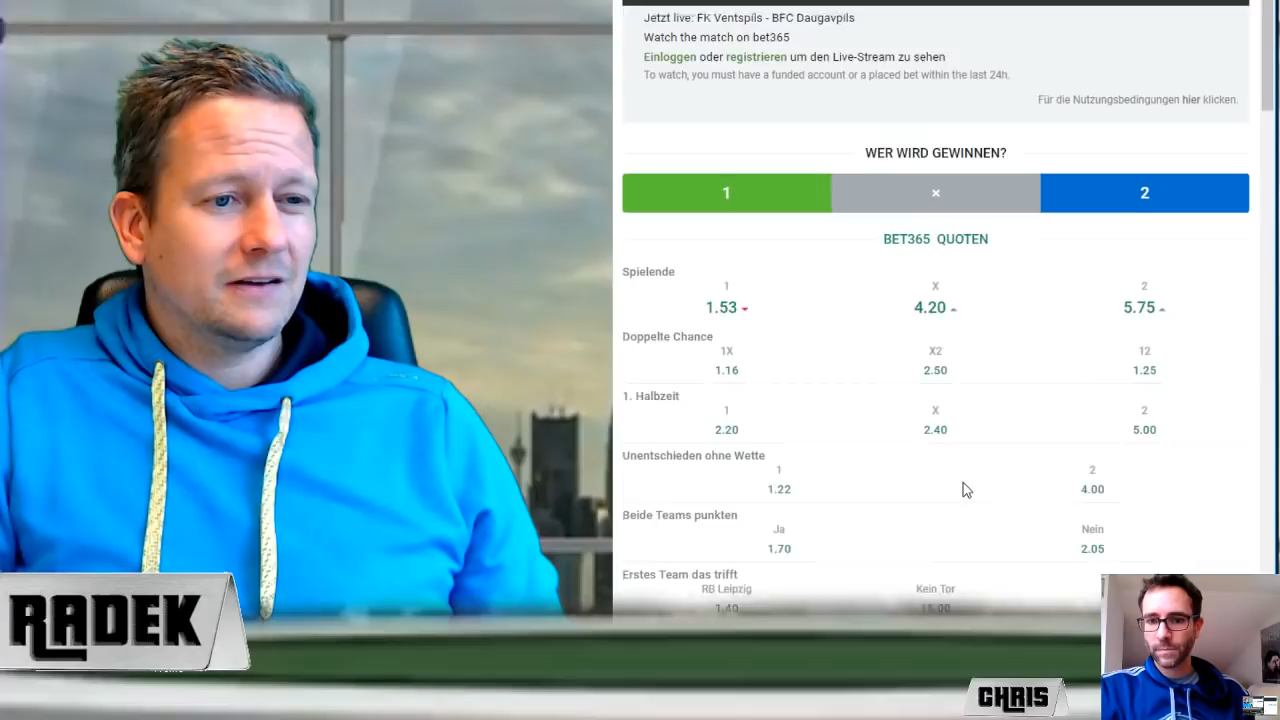 Jetzt live: FK Ventspils - BFC Daugavpils
Watch the match on bet365
Einloggen oder registrieren um den Live-Stream zu sehen
To watch, you must have a funded account or a placed bet within the last 24h.
Für die Nutzungsbedingungen hier klicken.
WER WIRD GEWINNEN?
1 × 2
BET365 QUOTEN
Spielende
1 X 2
1.53 4.20 5.75
Doppelte Chance
1X X2 12
1.16 2.50 1.25
1. Halbzeit
1 X 2
2.20 2.40 5.00
Unentschieden ohne Wette
1 2
1.22 4.00
Beide Teams punkten
Ja Nein
1.70 2.05
Erstes Team das trifft
RB Leipzig Kein Tor
1.40 15.00
RADEK
CHRIS